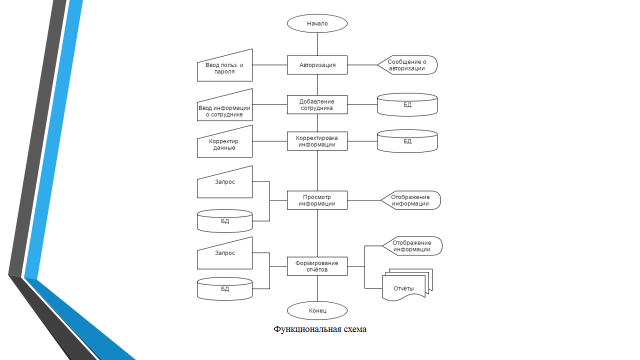 Начало
Ввод польз. и
пароля
Авторизация
Сообщение о
авторизации
Ввод информации
о сотруднике
Добавление
сотрудника
БД
Корректир.
данные
Корректировка
информации
БД
Запрос
БД
Просмотр
информации
Отображение
информации
Запрос
БД
Формирование
отчётов
Отображение
информации
Отчёты
Конец
Функциональная схема